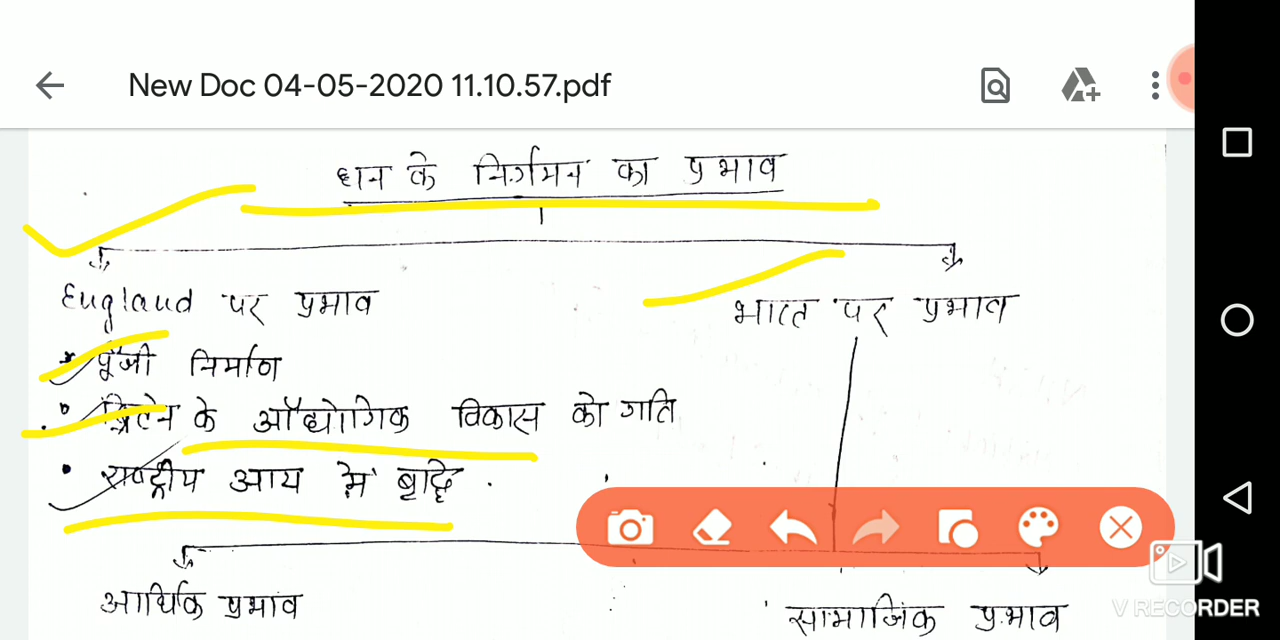 New Doc 04-05-2020 11.10.57.pdf
धन के निर्गमन का प्रभाव
England पर प्रभाव
भारत पर प्रभाव
पूँजी निर्माण
ब्रिटेन के औद्योगिक विकास को गति
राष्ट्रीय आय में बृद्धि
आर्थिक प्रभाव
सामाजिक प्रभाव
V RECORDER